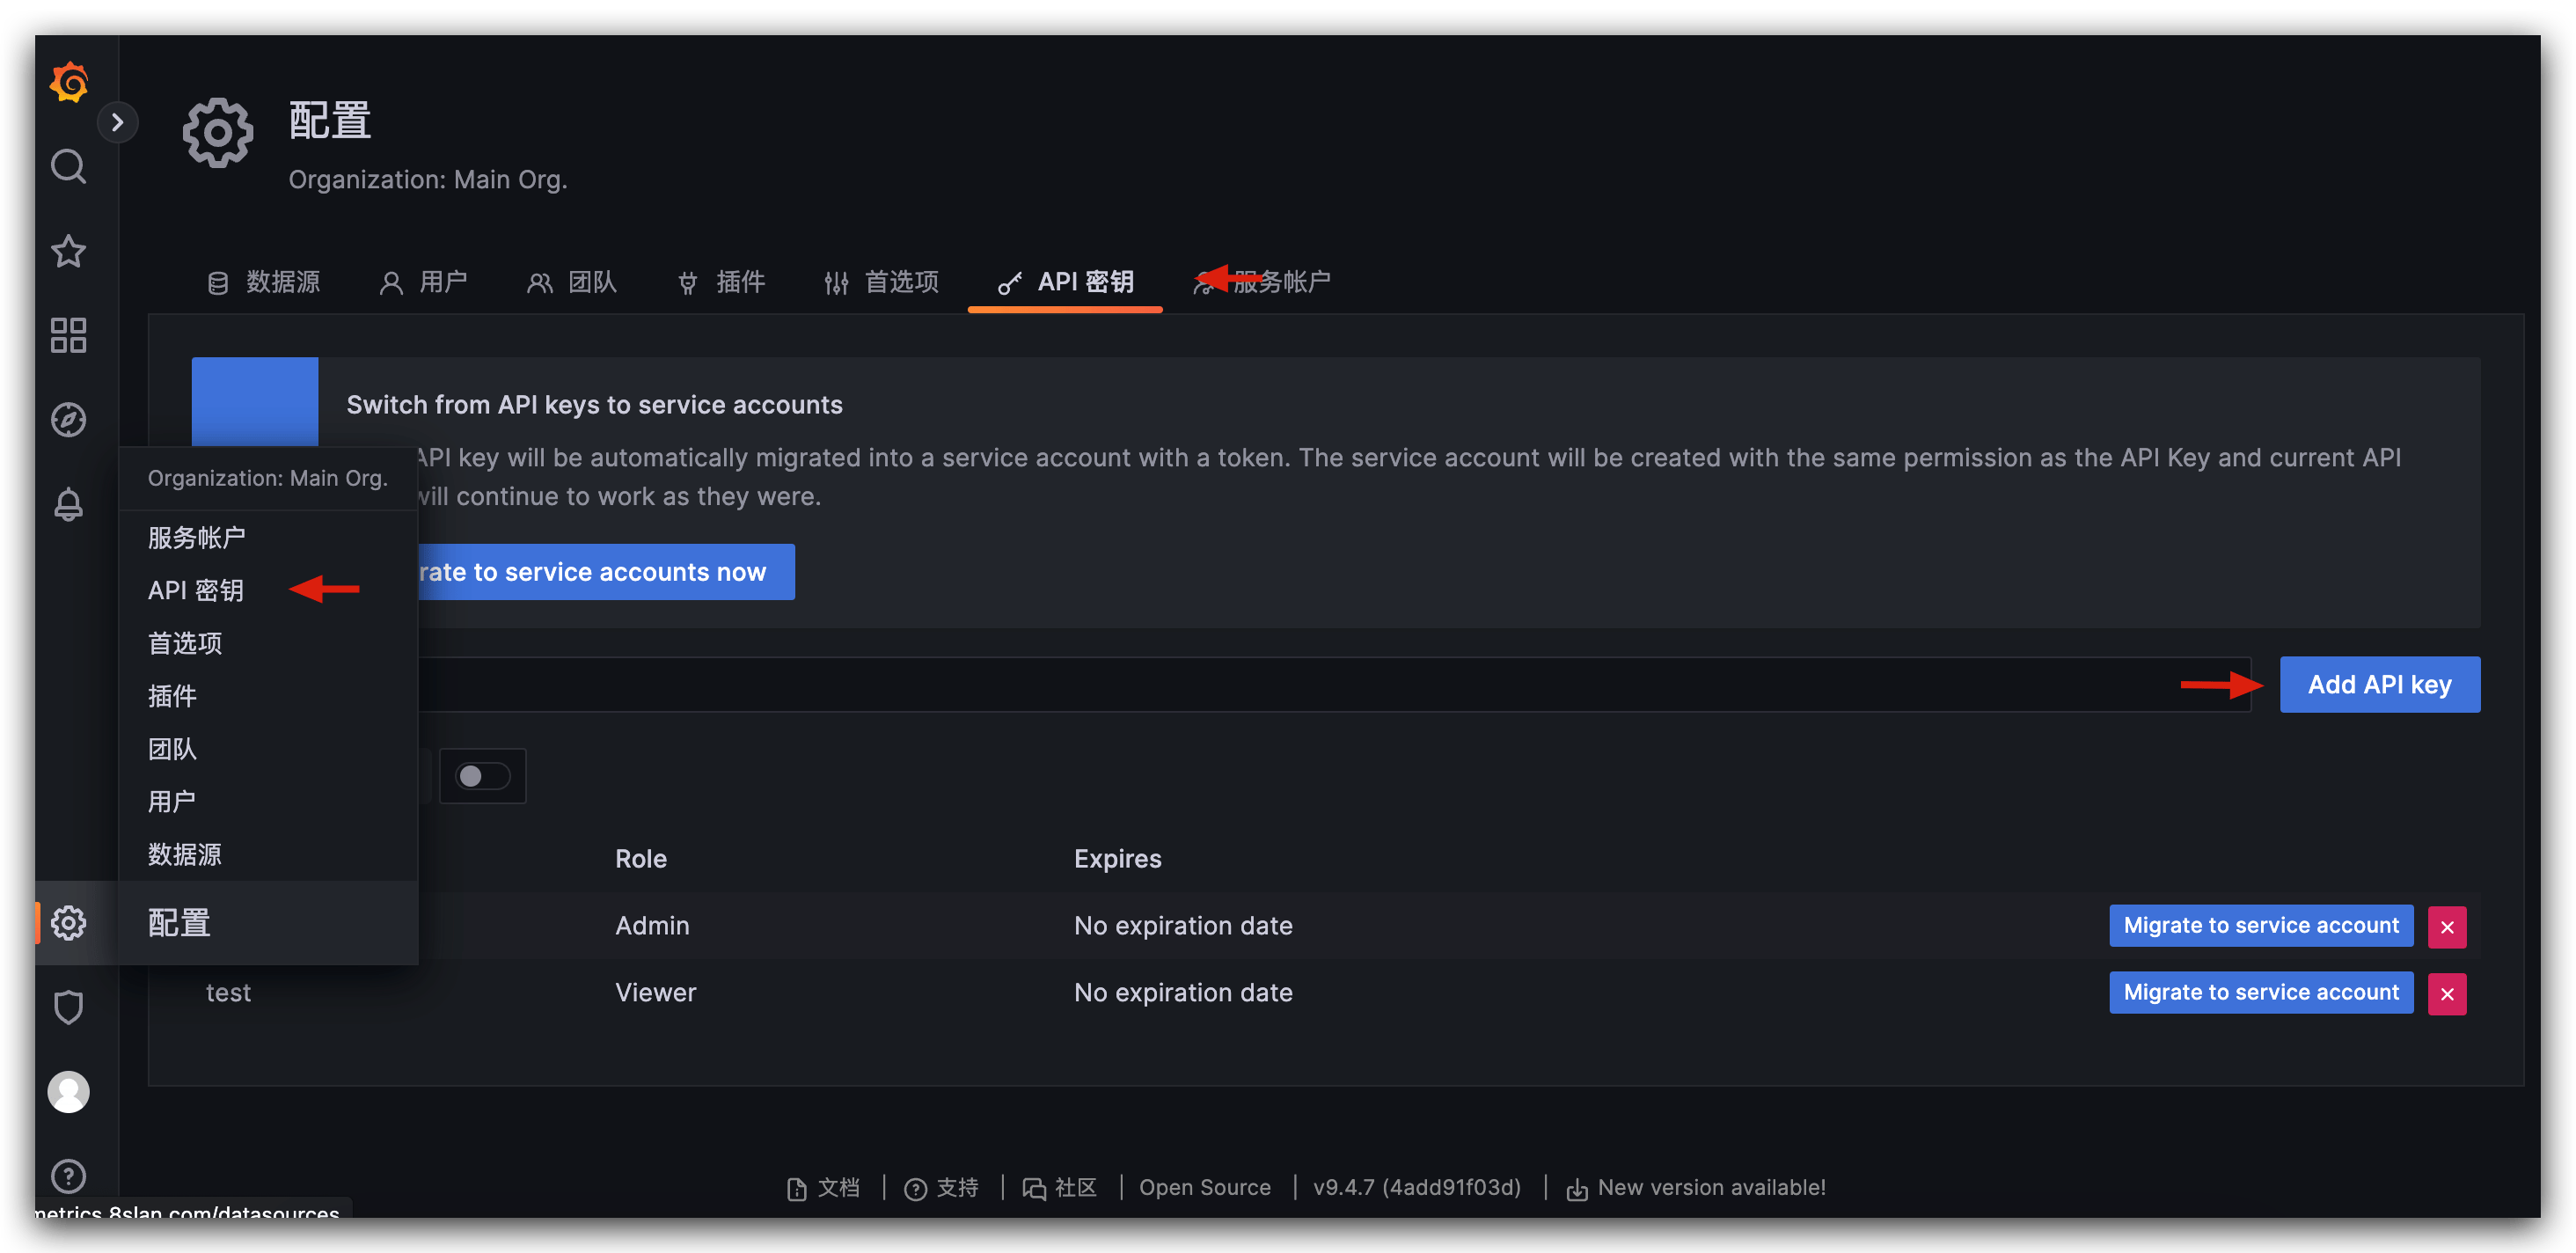 配置
Organization: Main Org.
数据源 用户 团队 插件 首选项 API 密钥 服务帐户
Switch from API keys to service accounts
API key will be automatically migrated into a service account with a token. The service account will be created with the same permission as the API Key and current API
will continue to work as they were.
to service accounts now
Organization: Main Org.
服务帐户
API 密钥
首选项
插件
团队
用户
数据源
配置
Add API key
Role Expires
Admin No expiration date Migrate to service account
test Viewer No expiration date Migrate to service account
文档 | 支持 | 社区 | Open Source | v9.4.7 (4add91f03d) | New version available!
metrics.8slan.com/datasources